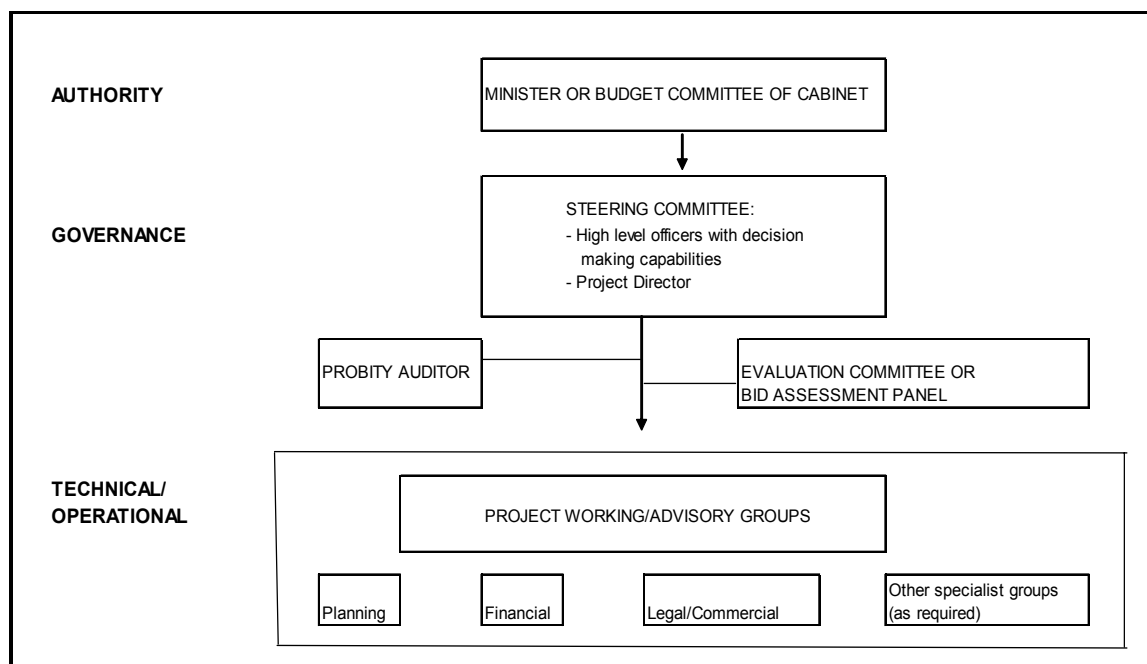 AUTHORITY
MINISTER OR BUDGET COMMITTEE OF CABINET
GOVERNANCE
STEERING COMMITTEE:
- High level officers with decision
making capabilities
- Project Director
PROBITY AUDITOR
EVALUATION COMMITTEE OR
BID ASSESSMENT PANEL
TECHNICAL/
OPERATIONAL
PROJECT WORKING/ADVISORY GROUPS
Planning
Financial
Legal/Commercial
Other specialist groups
(as required)